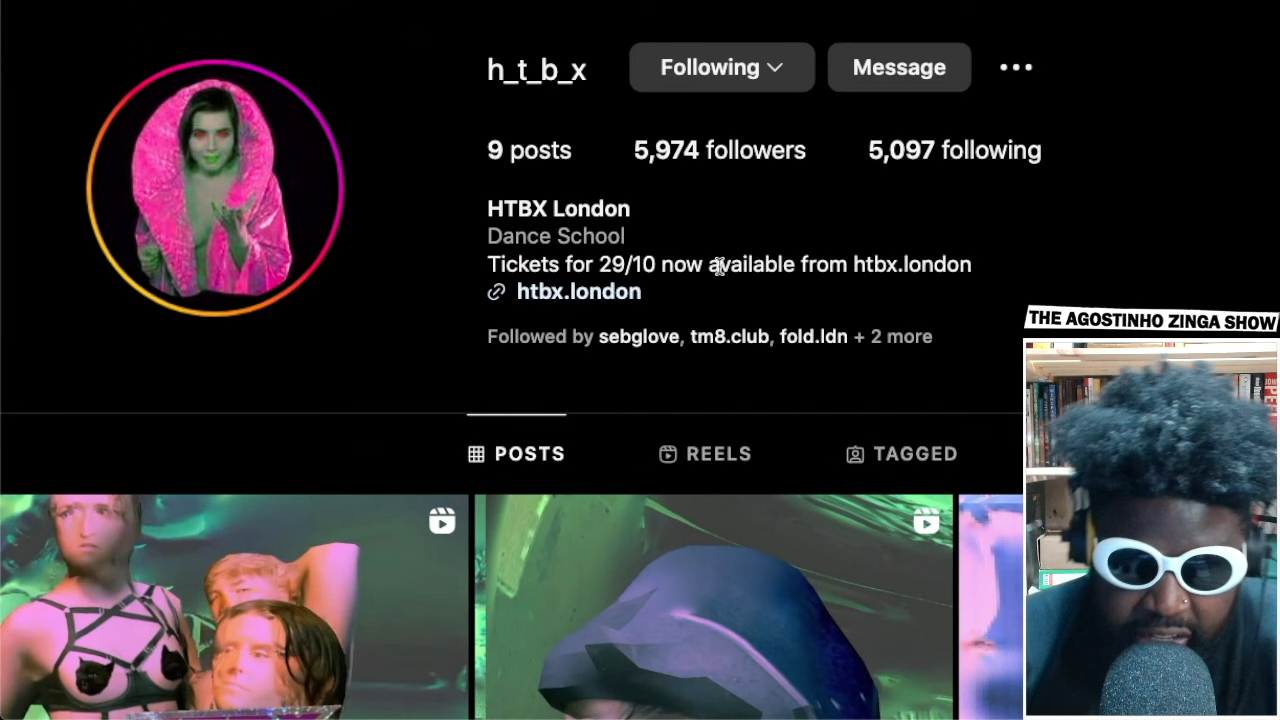 h_t_b_x
Following
Message
9 posts
5,974 followers
5,097 following
HTBX London
Dance School
Tickets for 29/10 now available from htbx.london
htbx.london
Followed by sebglove, tm8.club, fold.ldn + 2 more
THE AGOSTINHO ZINGA SHOW
POSTS
REELS
TAGGED